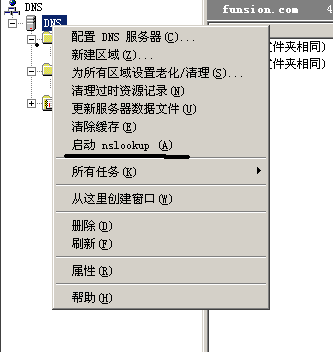 DNS
DNS
funsion.com 4
件夹相同)
件夹相同)
配置 DNS 服务器(C)...
新建区域(Z)...
为所有区域设置老化/清理(S)...
清理过时资源记录(N)
更新服务器数据文件(U)
清除缓存(E)
启动 nslookup (A)
所有任务(K)
从这里创建窗口(W)
删除(D)
刷新(F)
属性(R)
帮助(H)